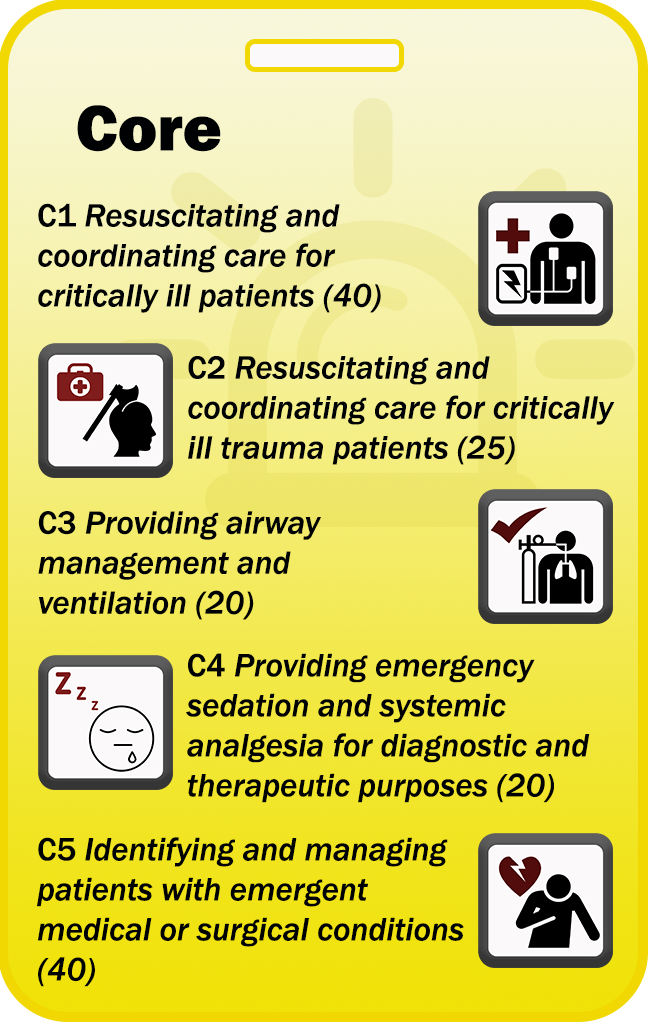 Core
C1 Resuscitating and
coordinating care for
critically ill patients (40)
C2 Resuscitating and
coordinating care for critically
ill trauma patients (25)
C3 Providing airway
management and
ventilation (20)
Z z z
C4 Providing emergency
sedation and systemic
analgesia for diagnostic and
therapeutic purposes (20)
C5 Identifying and managing
patients with emergent
medical or surgical conditions
(40)